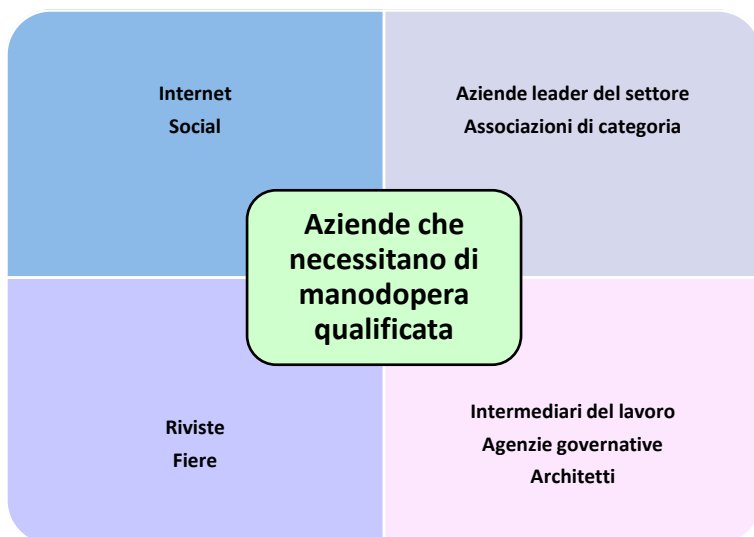 Internet
Social
Aziende leader del settore
Associazioni di categoria
Aziende che
necessitano di
manodopera
qualificata
Riviste
Fiere
Intermediari del lavoro
Agenzie governative
Architetti